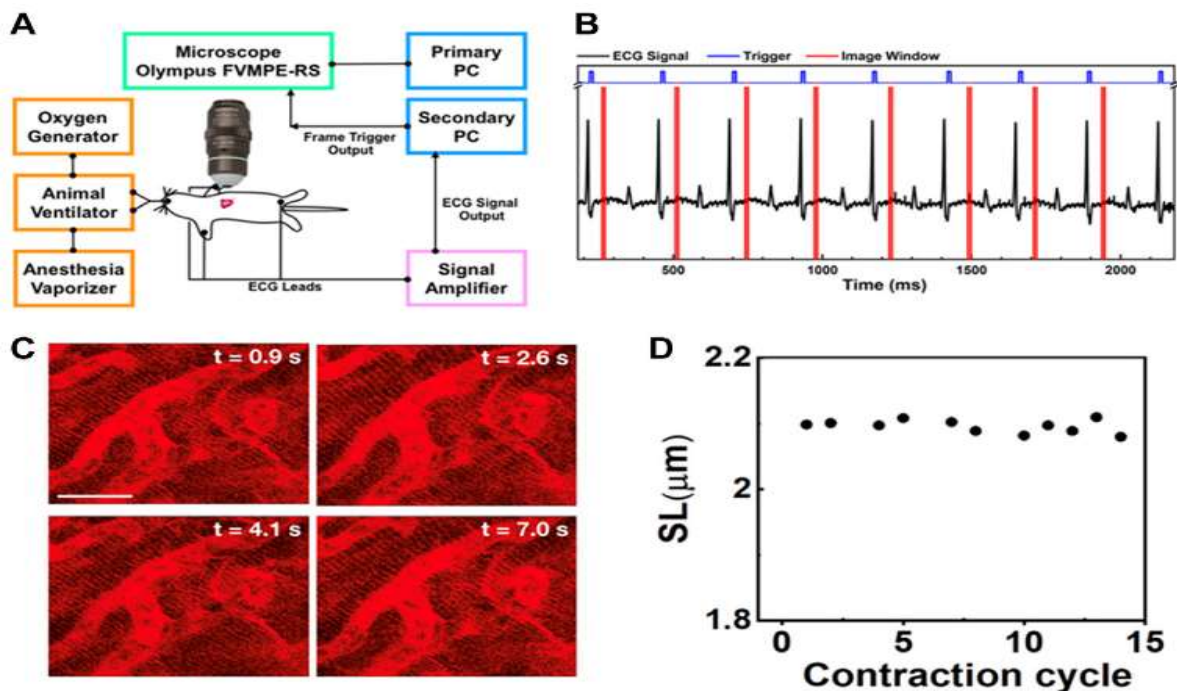 A
Microscope
Olympus FVMPE-RS
Primary
PC
Oxygen
Generator
Secondary
PC
Frame Trigger
Output
Animal
Ventilator
ECG Signal
Output
Anesthesia
Vaporizer
Signal
Amplifier
ECG Leads
B
ECG Signal Trigger Image Window
500 1000 1500 2000
Time (ms)
C
t = 0.9 s
t = 2.6 s
t = 4.1 s
t = 7.0 s
D
2.2
2
1.8
SL(μm)
0 5 10 15
Contraction cycle